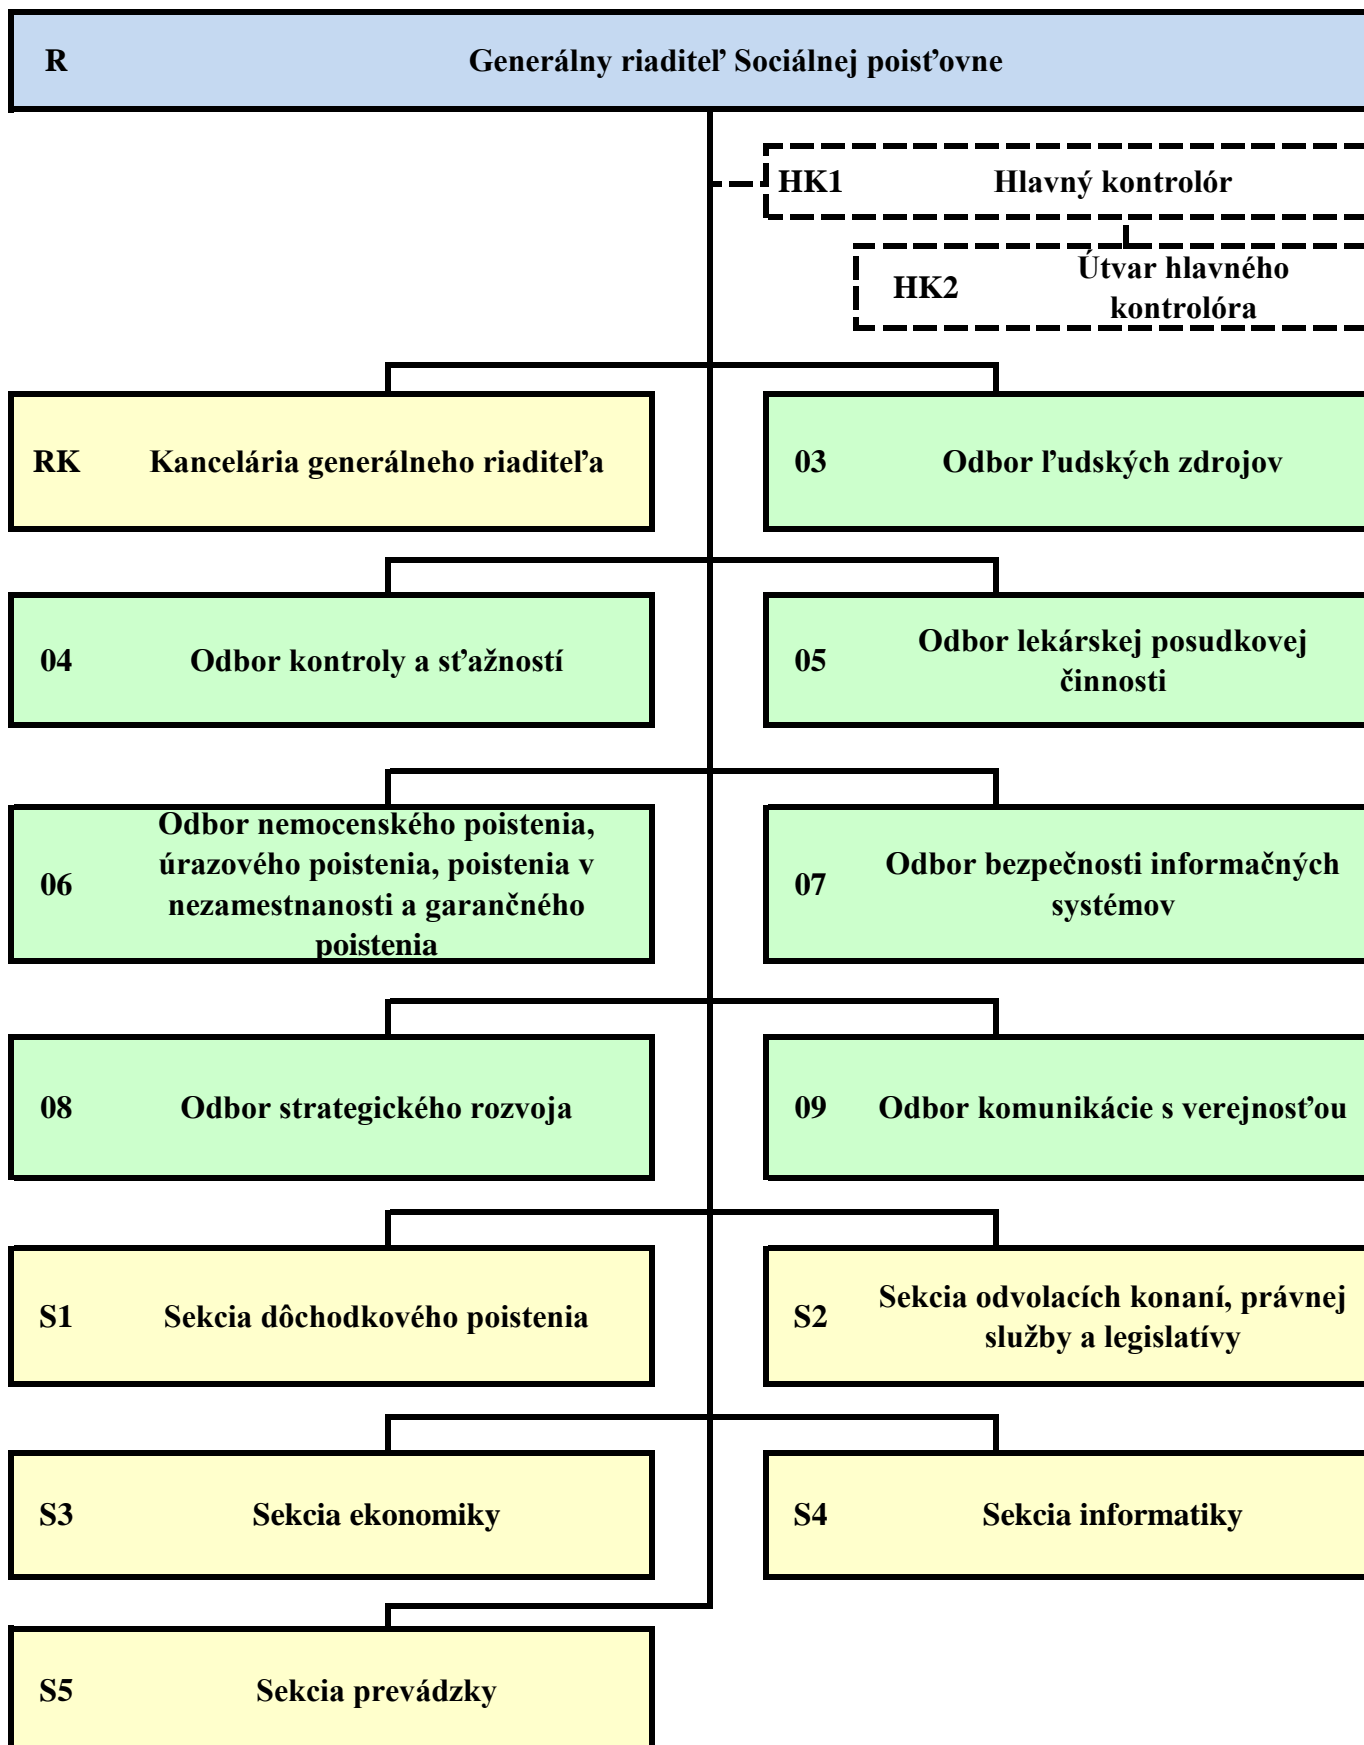 R Generálny riaditeľ Sociálnej poisťovne
HK1 Hlavný kontrolór
HK2 Útvar hlavného
kontrolóra
RK Kancelária generálneho riaditeľa
03 Odbor ľudských zdrojov
04 Odbor kontroly a sťažností
05 Odbor lekárskej posudkovej
činnosti
06 Odbor nemocenského poistenia,
úrazového poistenia, poistenia v
nezamestnanosti a garančného
poistenia
07 Odbor bezpečnosti informačných
systémov
08 Odbor strategického rozvoja
09 Odbor komunikácie s verejnosťou
S1 Sekcia dôchodkového poistenia
S2 Sekcia odvolacích konaní, právnej
služby a legislatívy
S3 Sekcia ekonomiky
S4 Sekcia informatiky
S5 Sekcia prevádzky